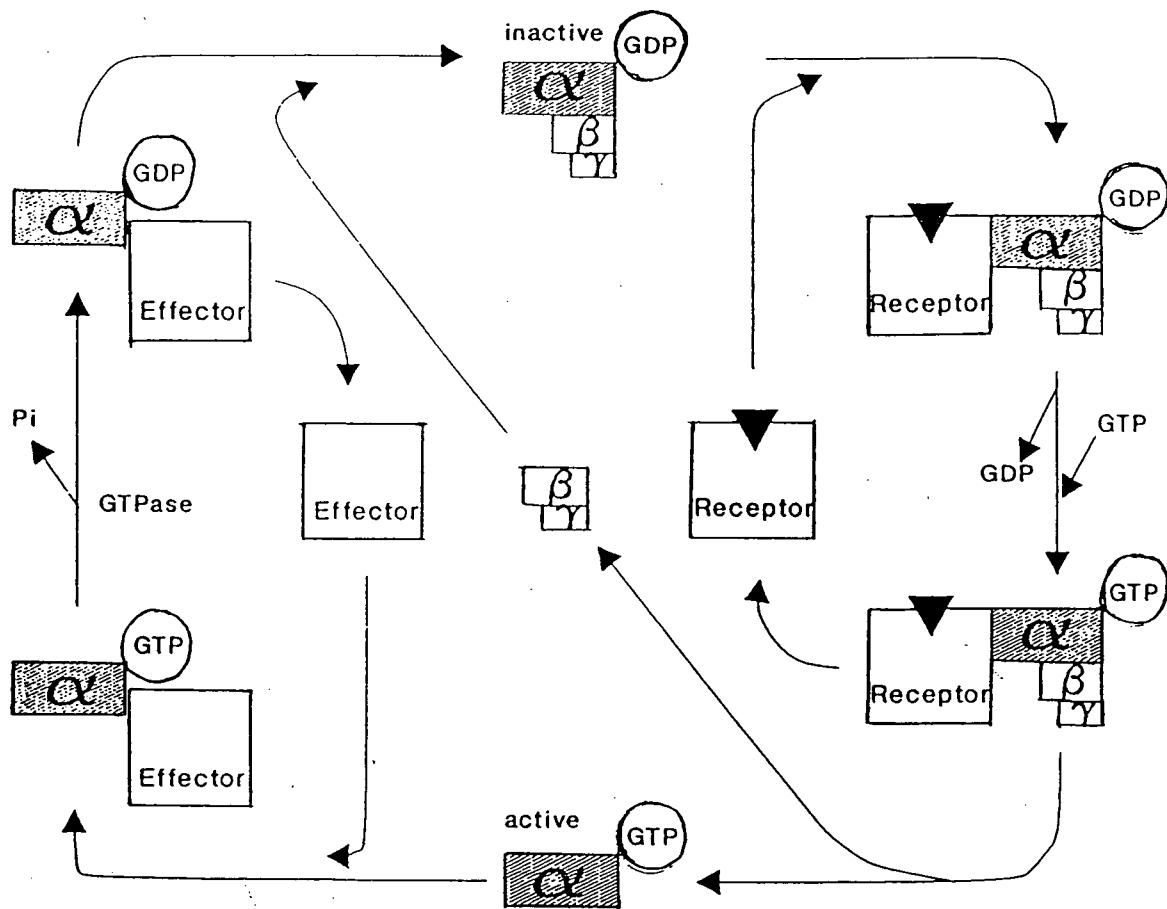 inactive
GDP
α
β
γ
GDP
α
Effector
GDP
α
β
γ
Receptor
Pi
GTPase
Effector
β
γ
Receptor
GDP
GTP
GTP
α
Effector
GTP
α
β
γ
Receptor
active
GTP
α